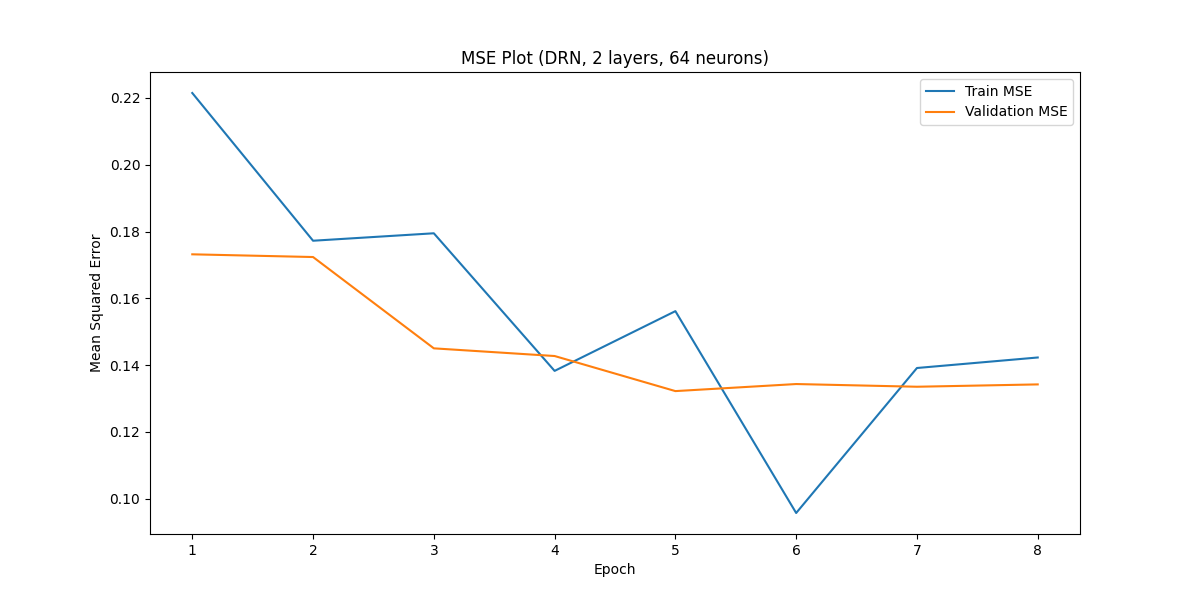 MSE Plot (DRN, 2 layers, 64 neurons)
Train MSE
Validation MSE
Mean Squared Error
0.22
0.20
0.18
0.16
0.14
0.12
0.10
1 2 3 4 5 6 7 8
Epoch